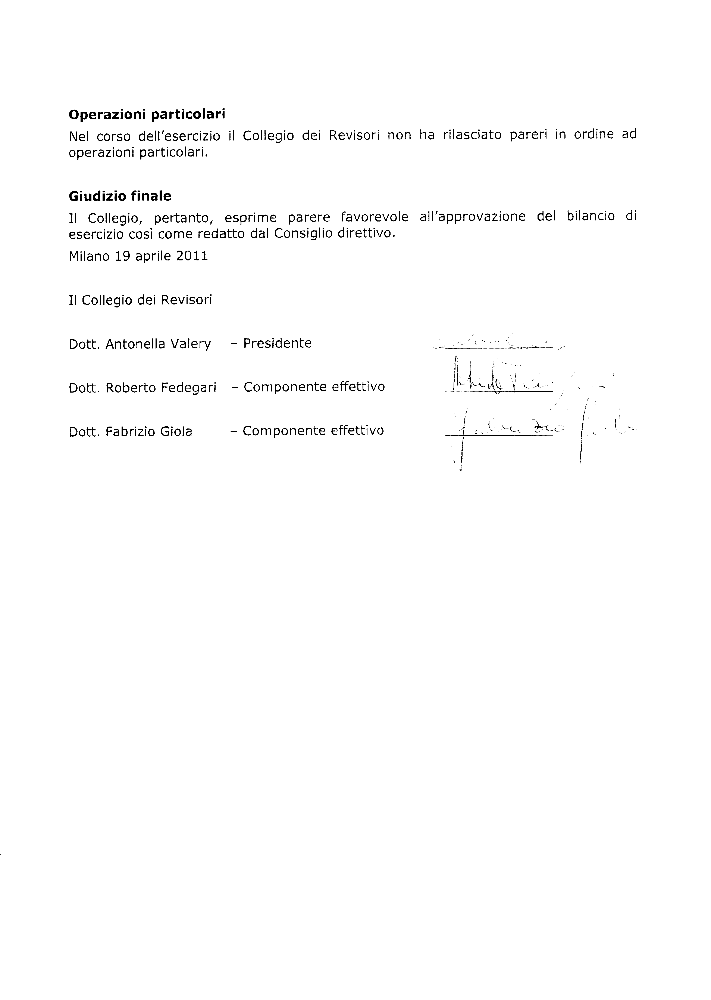 Operazioni particolari
Nel corso dell'esercizio il Collegio dei Revisori non ha rilasciato pareri in ordine ad
operazioni particolari.
Giudizio finale
Il Collegio, pertanto, esprime parere favorevole all'approvazione del bilancio di
esercizio così come redatto dal Consiglio direttivo.
Milano 19 aprile 2011
Il Collegio dei Revisori
Dott. Antonella Valery – Presidente
Dott. Roberto Fedegari – Componente effettivo
Dott. Fabrizio Giola – Componente effettivo
Fabrizio